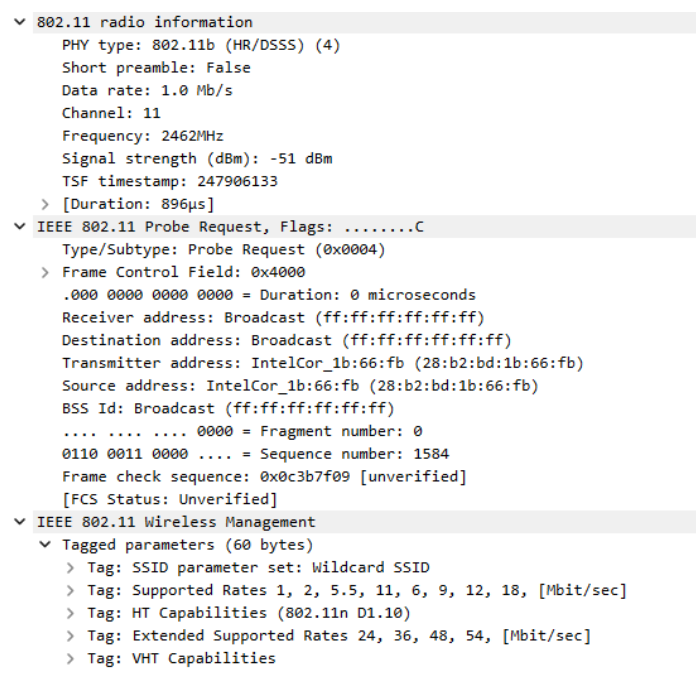 802.11 radio information
PHY type: 802.11b (HR/DSSS) (4)
Short preamble: False
Data rate: 1.0 Mb/s
Channel: 11
Frequency: 2462MHz
Signal strength (dBm): -51 dBm
TSF timestamp: 247906133
[Duration: 896µs]
IEEE 802.11 Probe Request, Flags: ........C
Type/Subtype: Probe Request (0x0004)
Frame Control Field: 0x4000
.000 0000 0000 0000 = Duration: 0 microseconds
Receiver address: Broadcast (ff:ff:ff:ff:ff:ff)
Destination address: Broadcast (ff:ff:ff:ff:ff:ff)
Transmitter address: IntelCor_1b:66:fb (28:b2:bd:1b:66:fb)
Source address: IntelCor_1b:66:fb (28:b2:bd:1b:66:fb)
BSS Id: Broadcast (ff:ff:ff:ff:ff:ff)
.... .... .... 0000 = Fragment number: 0
0110 0011 0000 .... = Sequence number: 1584
Frame check sequence: 0x0c3b7f09 [unverified]
[FCS Status: Unverified]
IEEE 802.11 Wireless Management
Tagged parameters (60 bytes)
Tag: SSID parameter set: Wildcard SSID
Tag: Supported Rates 1, 2, 5.5, 11, 6, 9, 12, 18, [Mbit/sec]
Tag: HT Capabilities (802.11n D1.10)
Tag: Extended Supported Rates 24, 36, 48, 54, [Mbit/sec]
Tag: VHT Capabilities